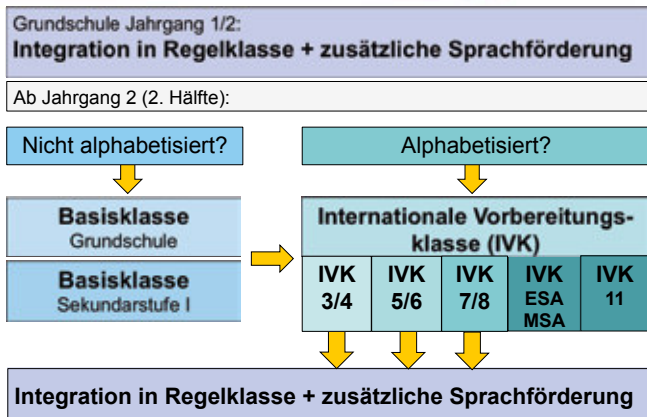 Grundschule Jahrgang 1/2:
Integration in Regelklasse + zusätzliche Sprachförderung
Ab Jahrgang 2 (2. Hälfte):
Nicht alphabetisiert?
Alphabetisiert?
Basisklasse
Grundschule
Basisklasse
Sekundarstufe I
Internationale Vorbereitungs-
klasse (IVK)
IVK
3/4
IVK
5/6
IVK
7/8
IVK
ESA
MSA
IVK
11
Integration in Regelklasse + zusätzliche Sprachförderung